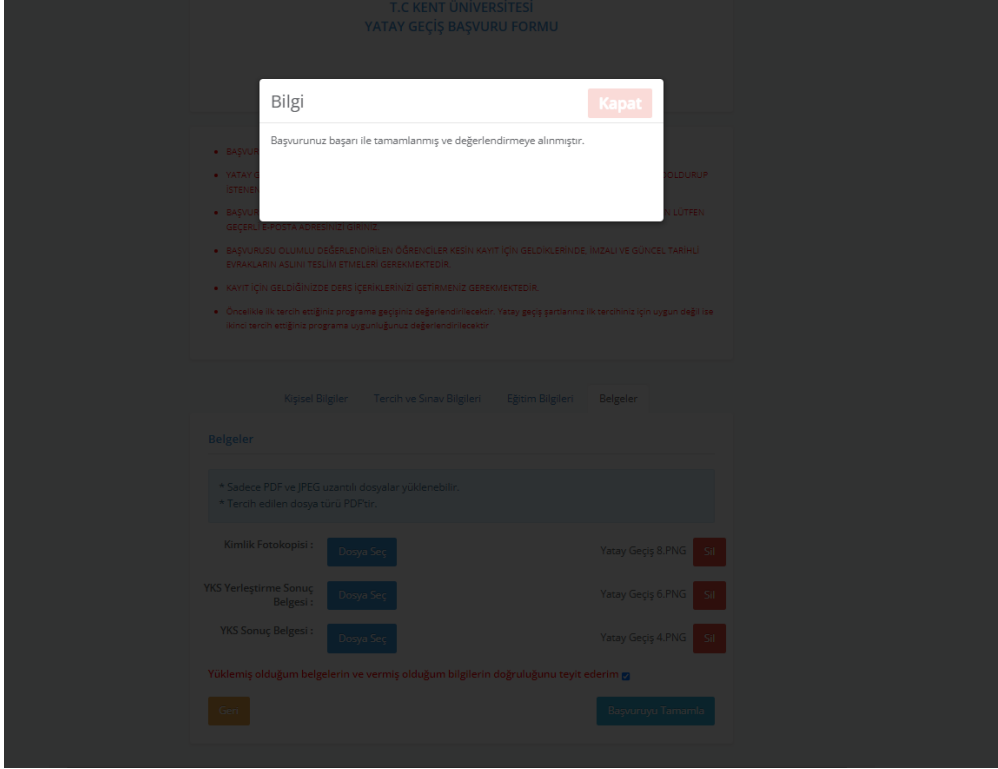 T.C KENT ÜNİVERSİTESİ
YATAY GEÇİŞ BAŞVURU FORMU
Bilgi
Kapat
Başvurunuz başarı ile tamamlanmış ve değerlendirmeye alınmıştır.
BAŞVUR
YATAY G
DOLDURUP
İSTENEN
BAŞVUR
N LÜTFEN
GEÇERLİ E-POSTA ADRESİNİZİ GİRİNİZ.
BAŞVURUSU OLUMLU DEĞERLENDİRİLEN ÖĞRENCİLER KESİN KAYIT İÇİN GELDİKLERİNDE, İMZALI VE GÜNCEL TARİHLİ
EVRAKLARIN ASLINI TESLİM ETMELERİ GEREKMEKTEDİR.
KAYIT İÇİN GELDİĞİNİZDE DERS İÇERİKLERİNİZİ GETİRMENİZ GEREKMEKTEDİR.
Öncelikle ilk tercih ettiğiniz programa geçişiniz değerlendirilecektir. Yatay geçiş şartlarınız ilk tercihiniz için uygun değil ise
ikinci tercih ettiğiniz programa uygunluğunuz değerlendirilecektir.
Kişisel Bilgiler Tercih ve Sınav Bilgileri Eğitim Bilgileri Belgeler
Belgeler
* Sadece PDF ve JPEG uzantılı dosyalar yüklenebilir.
* Tercih edilen dosya türü PDF'tir.
Kimlik Fotokopisi : Dosya Seç Yatay Geçiş 8.PNG Sil
YKS Yerleştirme Sonuç
Belgesi : Dosya Seç Yatay Geçiş 6.PNG Sil
YKS Sonuç Belgesi : Dosya Seç Yatay Geçiş 4.PNG Sil
Yüklemiş olduğum belgelerin ve vermiş olduğum bilgilerin doğruluğunu teyit ederim
Geri Başvuruyu Tamamla